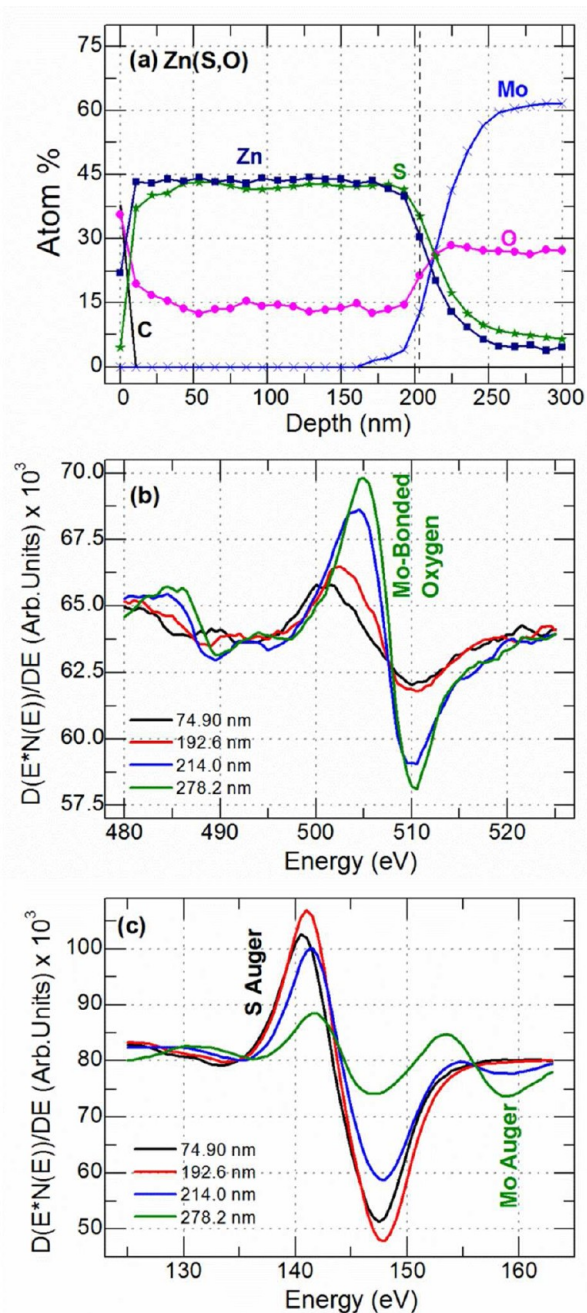 (a) Zn(S,O)
Mo
Zn
S
O
C
Atom %
75
60
45
30
15
0
0 50 100 150 200 250 300
Depth (nm)
(b)
Mo-Bonded
Oxygen
D(E*N(E))/DE (Arb.Units) x 10³
70.0
67.5
65.0
62.5
60.0
57.5
74.90 nm
192.6 nm
214.0 nm
278.2 nm
480 490 500 510 520
Energy (eV)
(c)
S Auger
Mo Auger
D(E*N(E))/DE (Arb.Units) x 10³
100
90
80
70
60
50
74.90 nm
192.6 nm
214.0 nm
278.2 nm
130 140 150 160
Energy (eV)